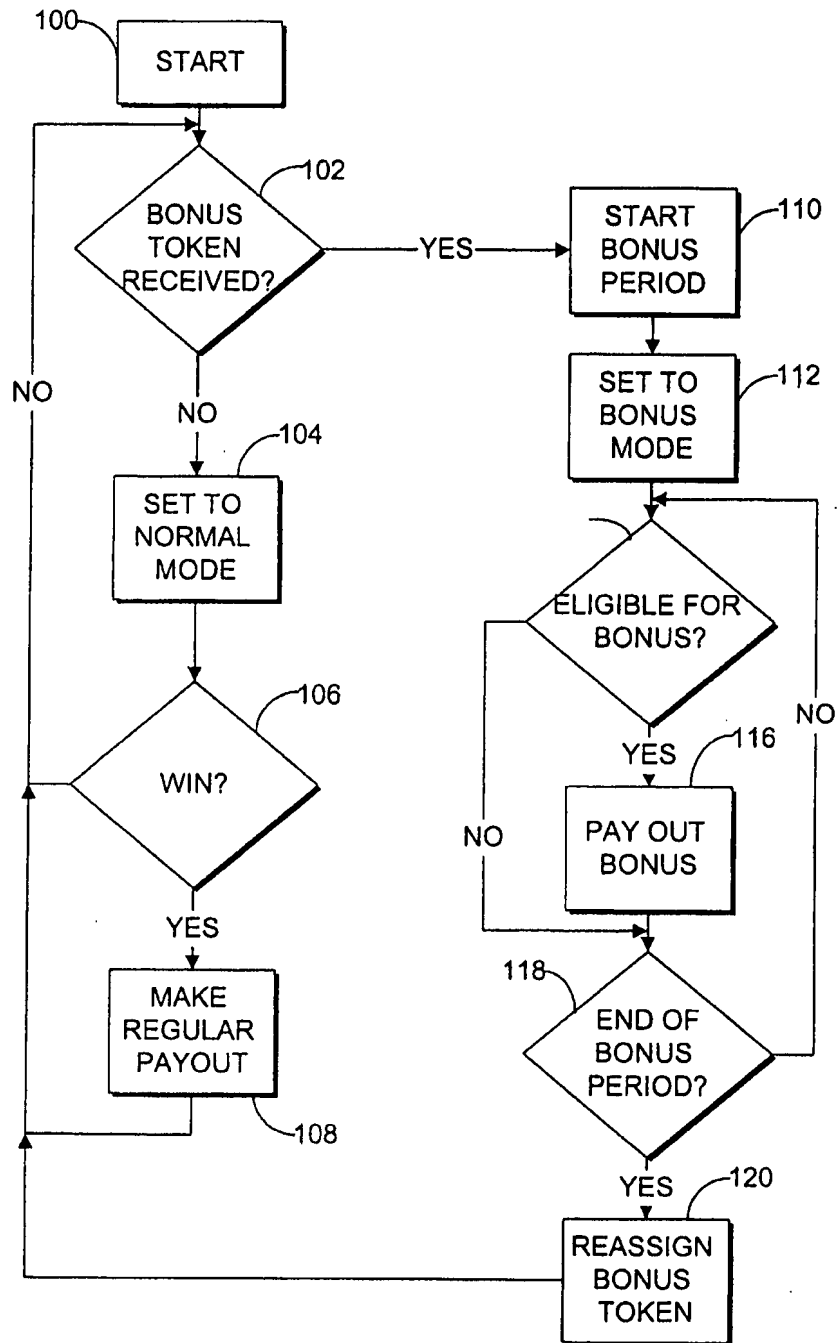 100
START
102
BONUS
TOKEN
RECEIVED?
YES
START
BONUS
PERIOD
110
NO
NO
104
SET TO
NORMAL
MODE
SET TO
BONUS
MODE
112
ELIGIBLE FOR
BONUS?
NO
106
WIN?
YES
116
PAY OUT
BONUS
NO
YES
MAKE
REGULAR
PAYOUT
108
118
END OF
BONUS
PERIOD?
YES
120
REASSIGN
BONUS
TOKEN